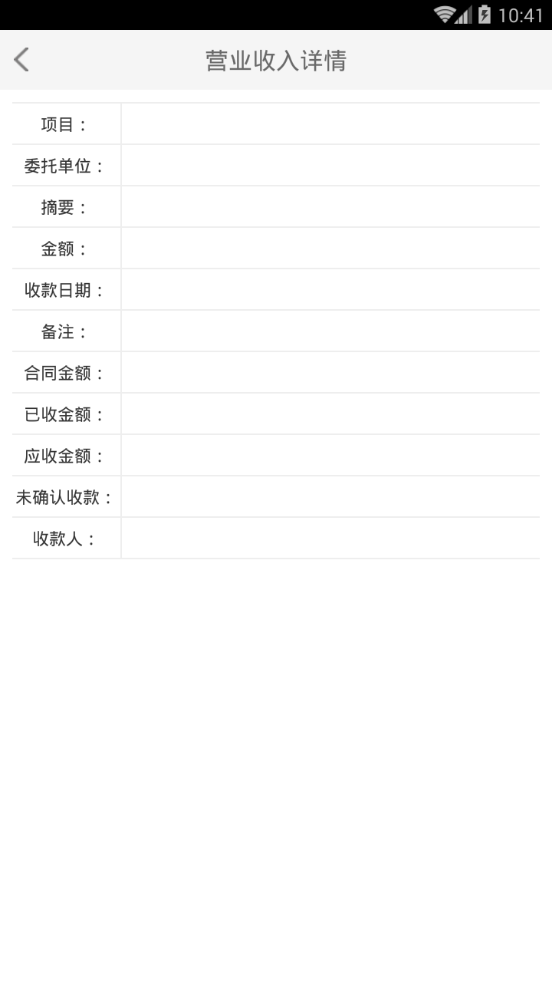 10:41
营业收入详情
项目：
委托单位：
摘要：
金额：
收款日期：
备注：
合同金额：
已收金额：
应收金额：
未确认收款：
收款人：